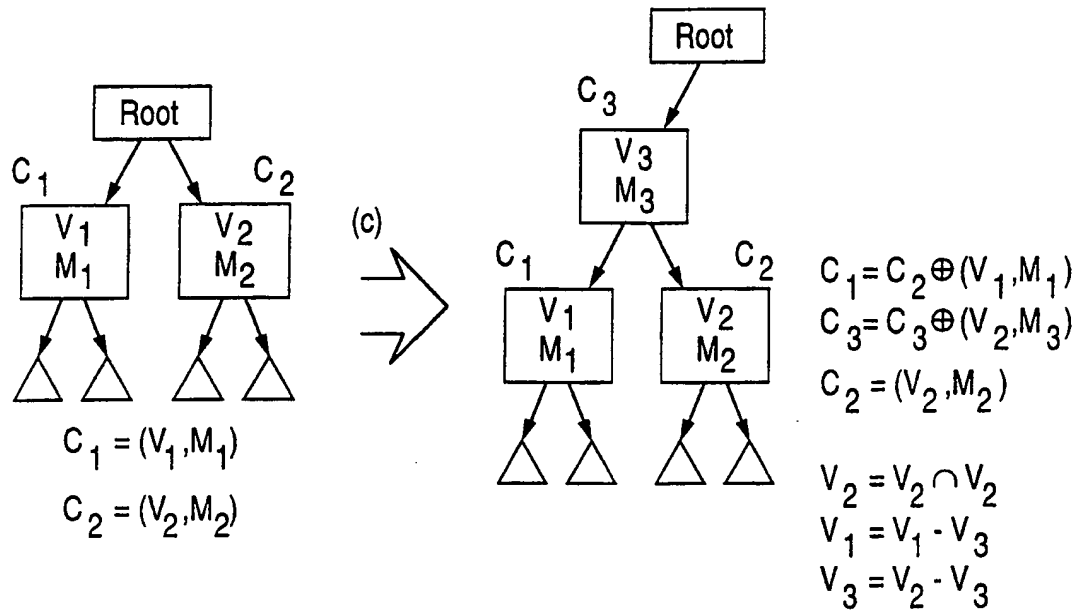 Root
C1
C2
V1
M1
V2
M2
C1 = (V1,M1)
C2 = (V2,M2)
(c)
Root
C3
V3
M3
C1
C2
V1
M1
V2
M2
C1 = C2 ⊕ (V1,M1)
C3 = C3 ⊕ (V2,M3)
C2 = (V2,M2)
V2 = V2 ∩ V2
V1 = V1 - V3
V3 = V2 - V3